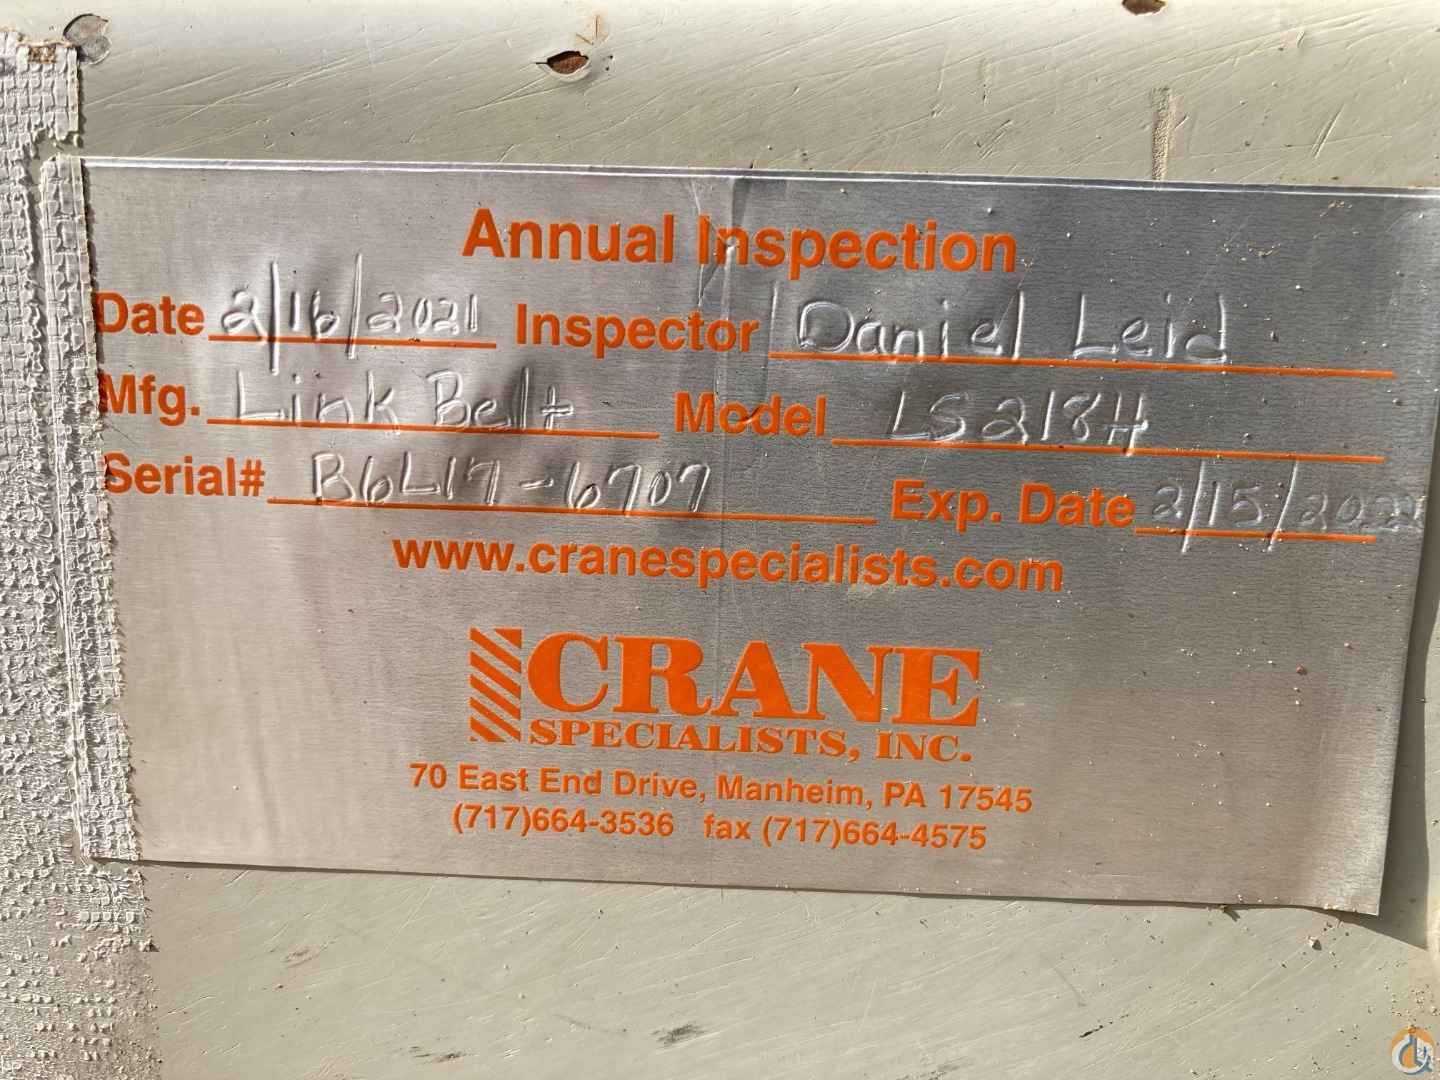 Annual Inspection
Date 2/16/2021 Inspector Daniel Leid
Mfg. Link Belt Model LS218H
Serial# B6L17-6707 Exp. Date 2/15/2022
www.cranespecialists.com
CRANE
SPECIALISTS, INC.
70 East End Drive, Manheim, PA 17545
(717)664-3536 fax (717)664-4575